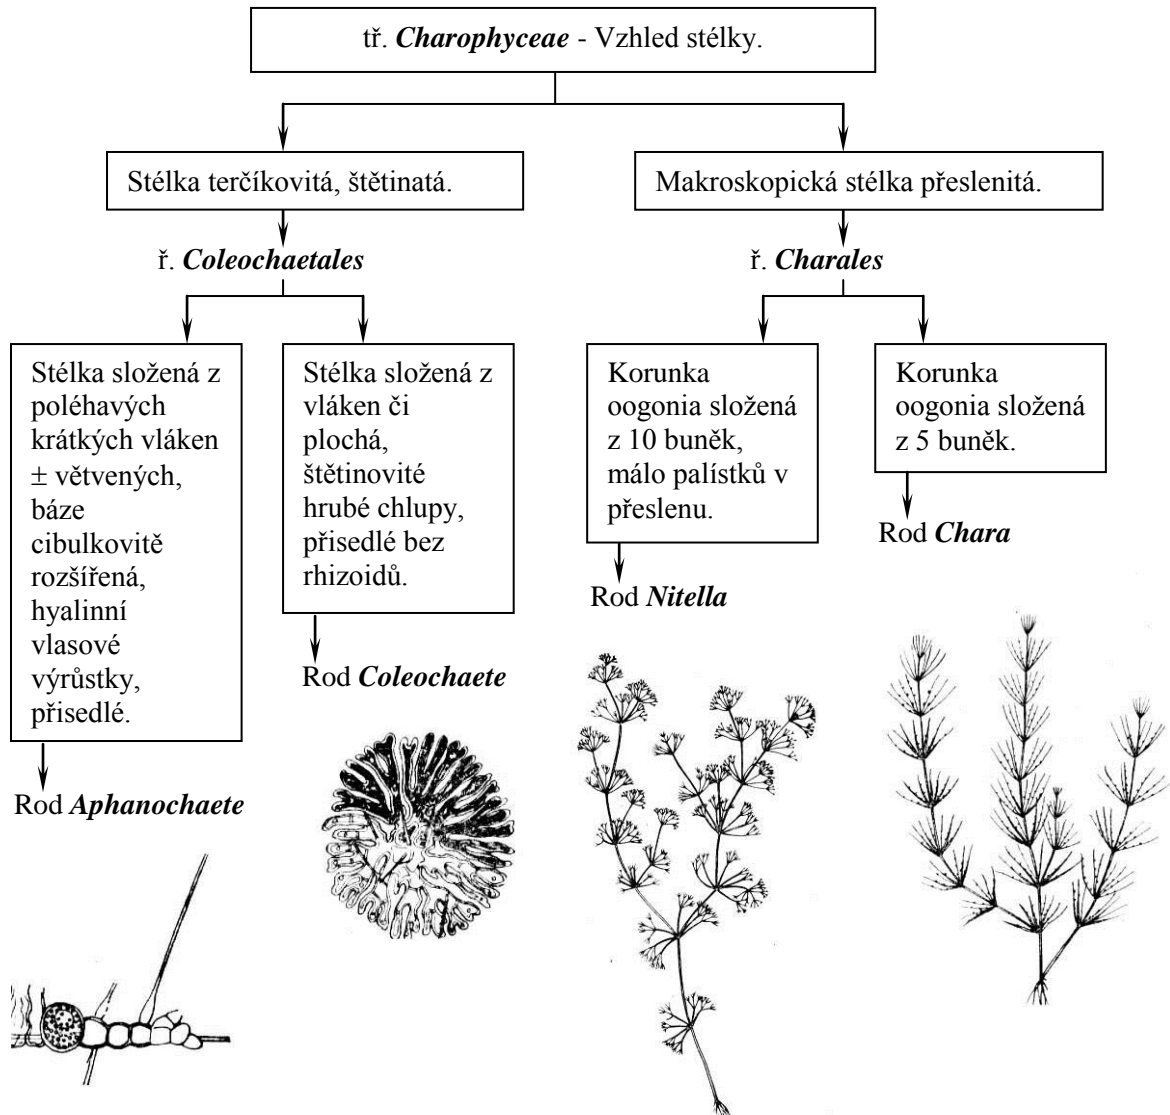 tř. Charophyceae - Vzhled stélky.
Stélka terčíkovitá, štětinatá.
Makroskopická stélka přeslenitá.
ř. Coleochaetales
ř. Charales
Stélka složená z
poléhavých
krátkých vláken
± větvených,
báze
cibulkovitě
rozšířená,
hyalinní
vlasové
výrůstky,
přisedlé.
Stélka složená z
vláken či
plochá,
štětinovité
hrubé chlupy,
přisedlé bez
rhizoidů.
Korunka
oogonia složená
z 10 buněk,
málo palístků v
přeslenu.
Korunka
oogonia složená
z 5 buněk.
Rod Chara
Rod Nitella
Rod Coleochaete
Rod Aphanochaete